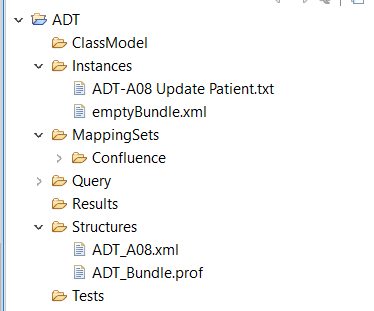 ADT
ClassModel
Instances
ADT-A08 Update Patient.txt
emptyBundle.xml
MappingSets
Confluence
Query
Results
Structures
ADT_A08.xml
ADT_Bundle.prof
Tests